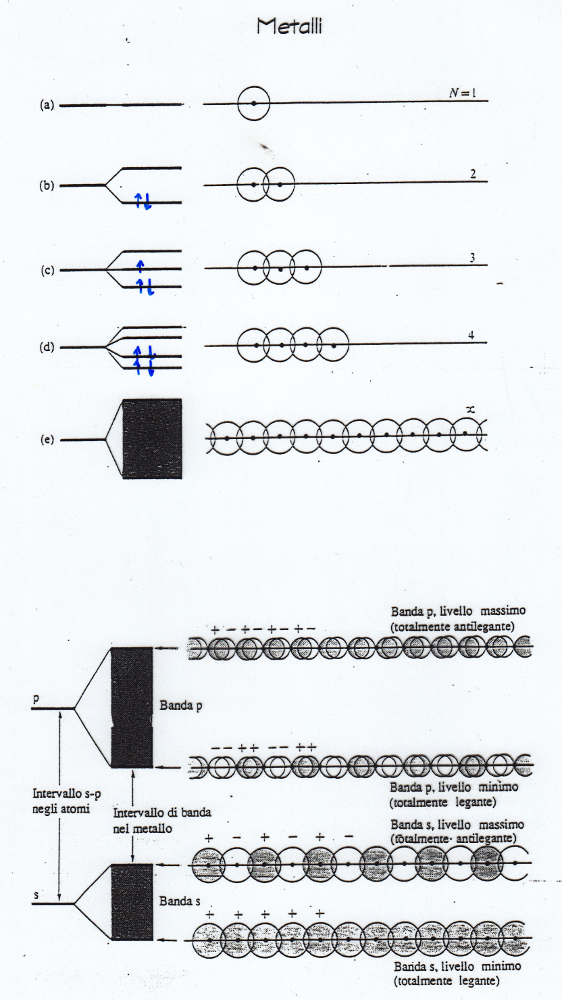 Metalli
(a)
N=1
(b)
2
(c)
3
(d)
4
(e)
x
Banda p, livello massimo
(totalmente antilegante)
+ - + - + - + -
p
Banda p
- - + + - - + +
Intervallo s-p
negli atomi
Intervallo di banda
nel metallo
Banda p, livello minimo
(totalmente legante)
Banda s, livello massimo
(totalmente antilegante)
+ - + - + -
s
Banda s
+ + + + +
Banda s, livello minimo
(totalmente legante)